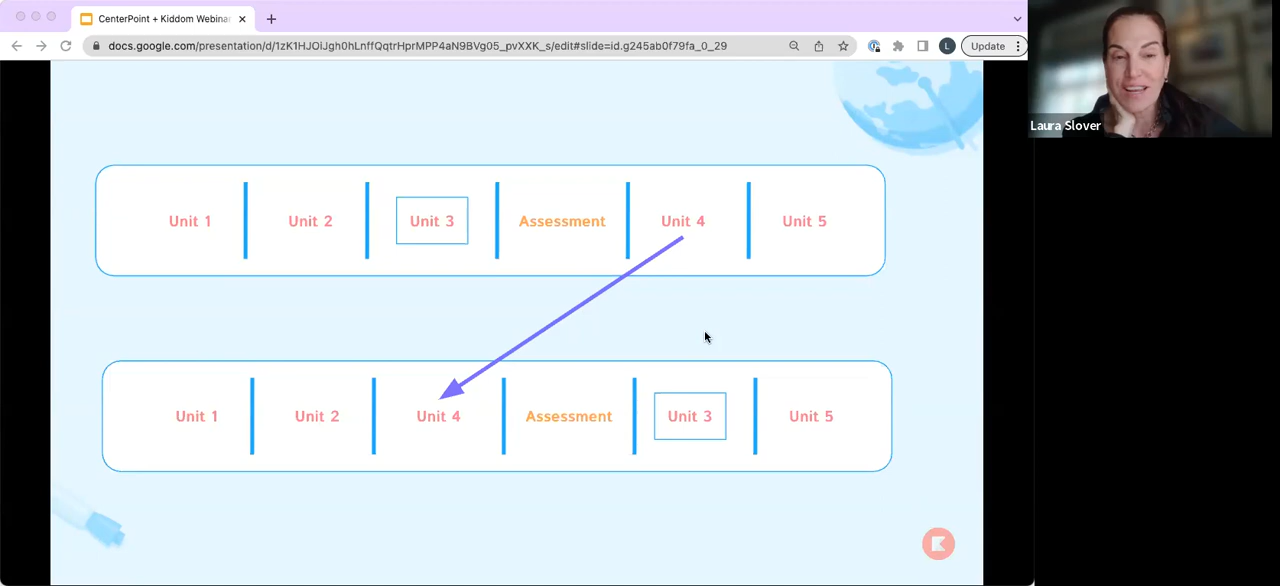 CenterPoint + Kiddom Webina
docs.google.com/presentation/d/1zK1HJOiJgh0hLnffQqtrHprMPP4aN9BVg05_pvXXK_s/edit#slide=id.g245ab0f79fa_0_29
L
Update
Laura Slover
Unit 1 Unit 2 Unit 3 Assessment Unit 4 Unit 5
Unit 1 Unit 2 Unit 4 Assessment Unit 3 Unit 5